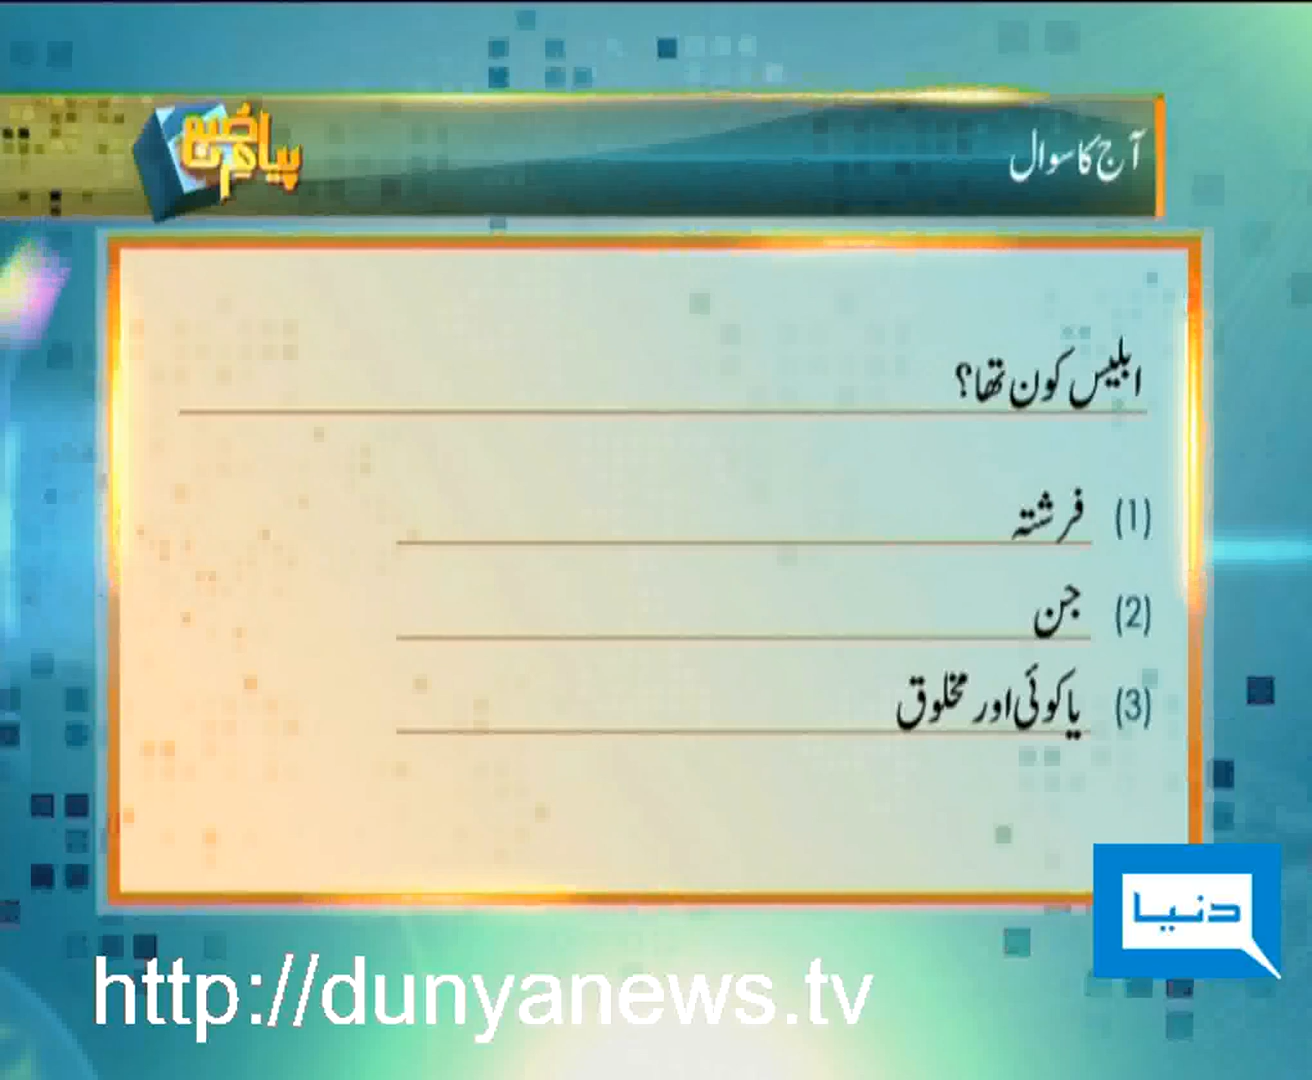 آج کا سوال
پیام صبح
ابلیس کون تھا؟
(1) فرشتہ
(2) جن
(3) یا کوئی اور مخلوق
دنیا
http://dunyanews.tv